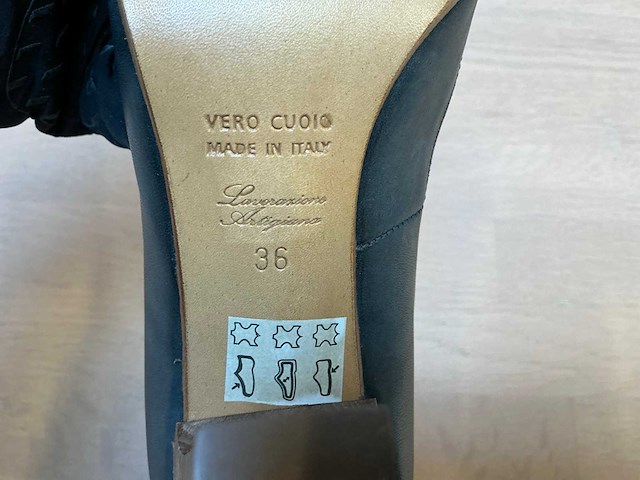 VERO CUOIO
MADE IN ITALY
Lavorazione
Artigiana
36